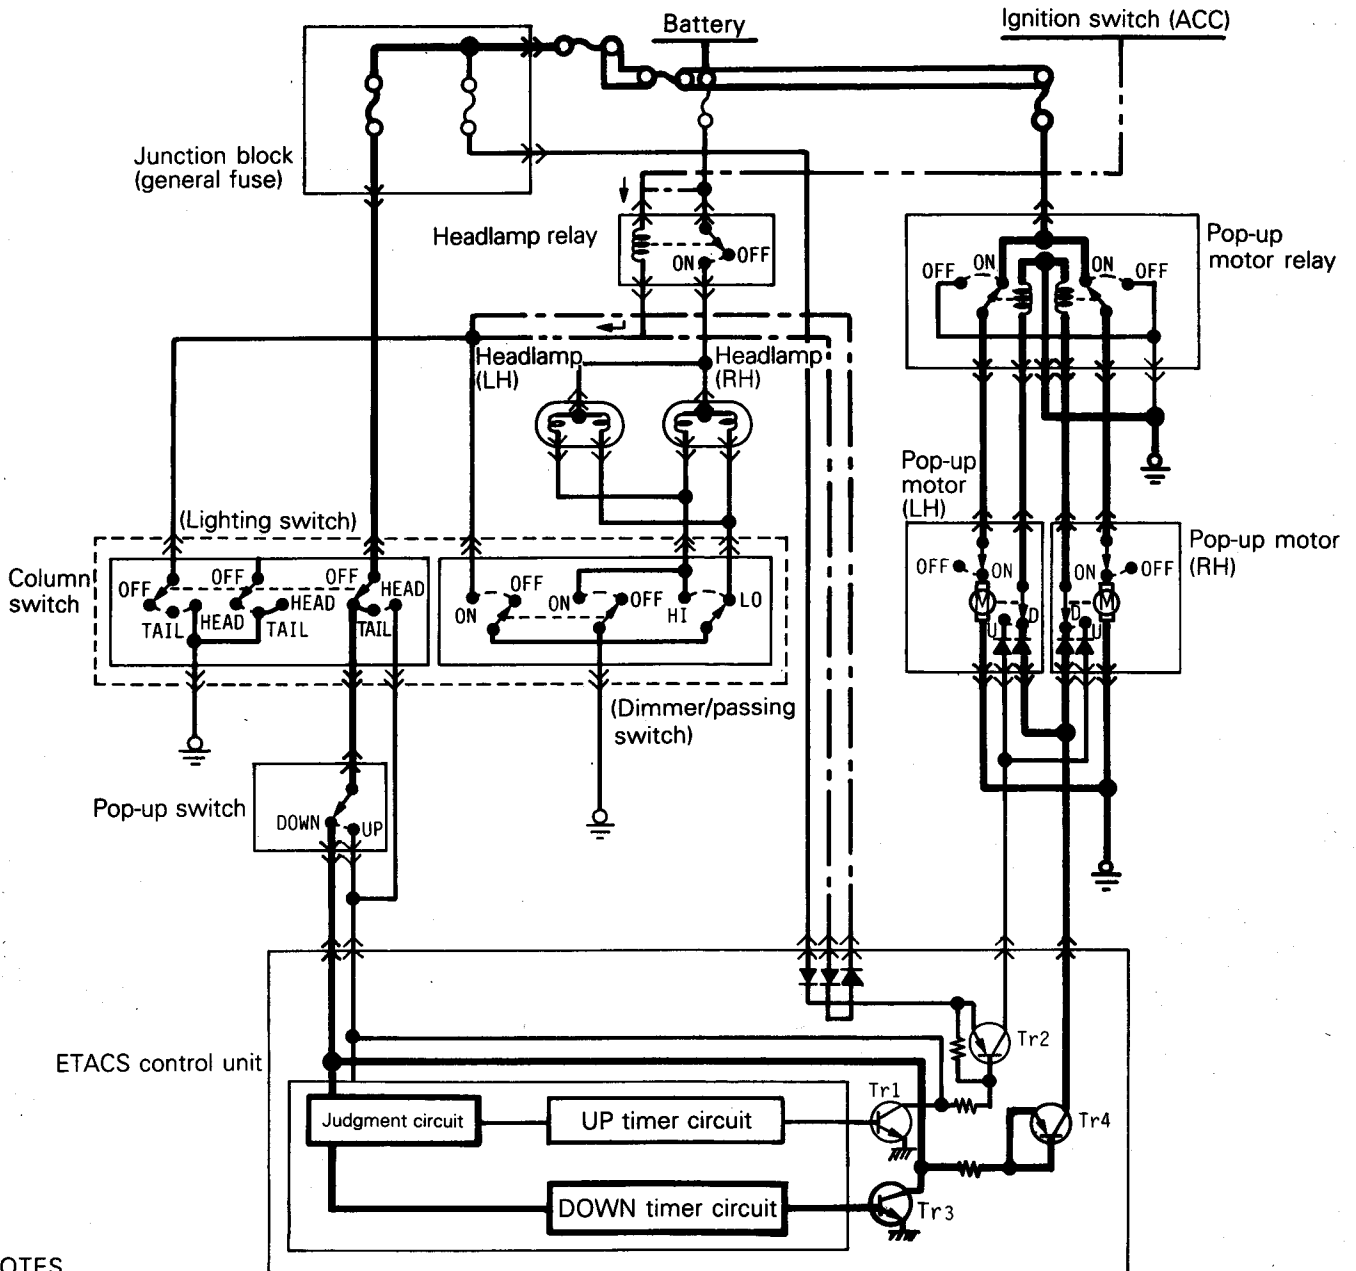 Battery
Ignition switch (ACC)
Junction block
(general fuse)
Headlamp relay
OFF
ON
Pop-up
motor relay
OFF
ON
ON
OFF
Headlamp
(LH)
Headlamp
(RH)
Pop-up
motor
(LH)
(Lighting switch)
Column
switch
OFF
OFF
OFF
HEAD
TAIL
HEAD
TAIL
HEAD
TAIL
ON
OFF
ON
OFF
HI
LO
Pop-up motor
(RH)
OFF
ON
ON
OFF
M
M
U
D
D
U
(Dimmer/passing
switch)
Pop-up switch
DOWN
UP
ETACS control unit
Tr2
Tr1
Tr4
Judgment circuit
UP timer circuit
DOWN timer circuit
Tr3
OTES